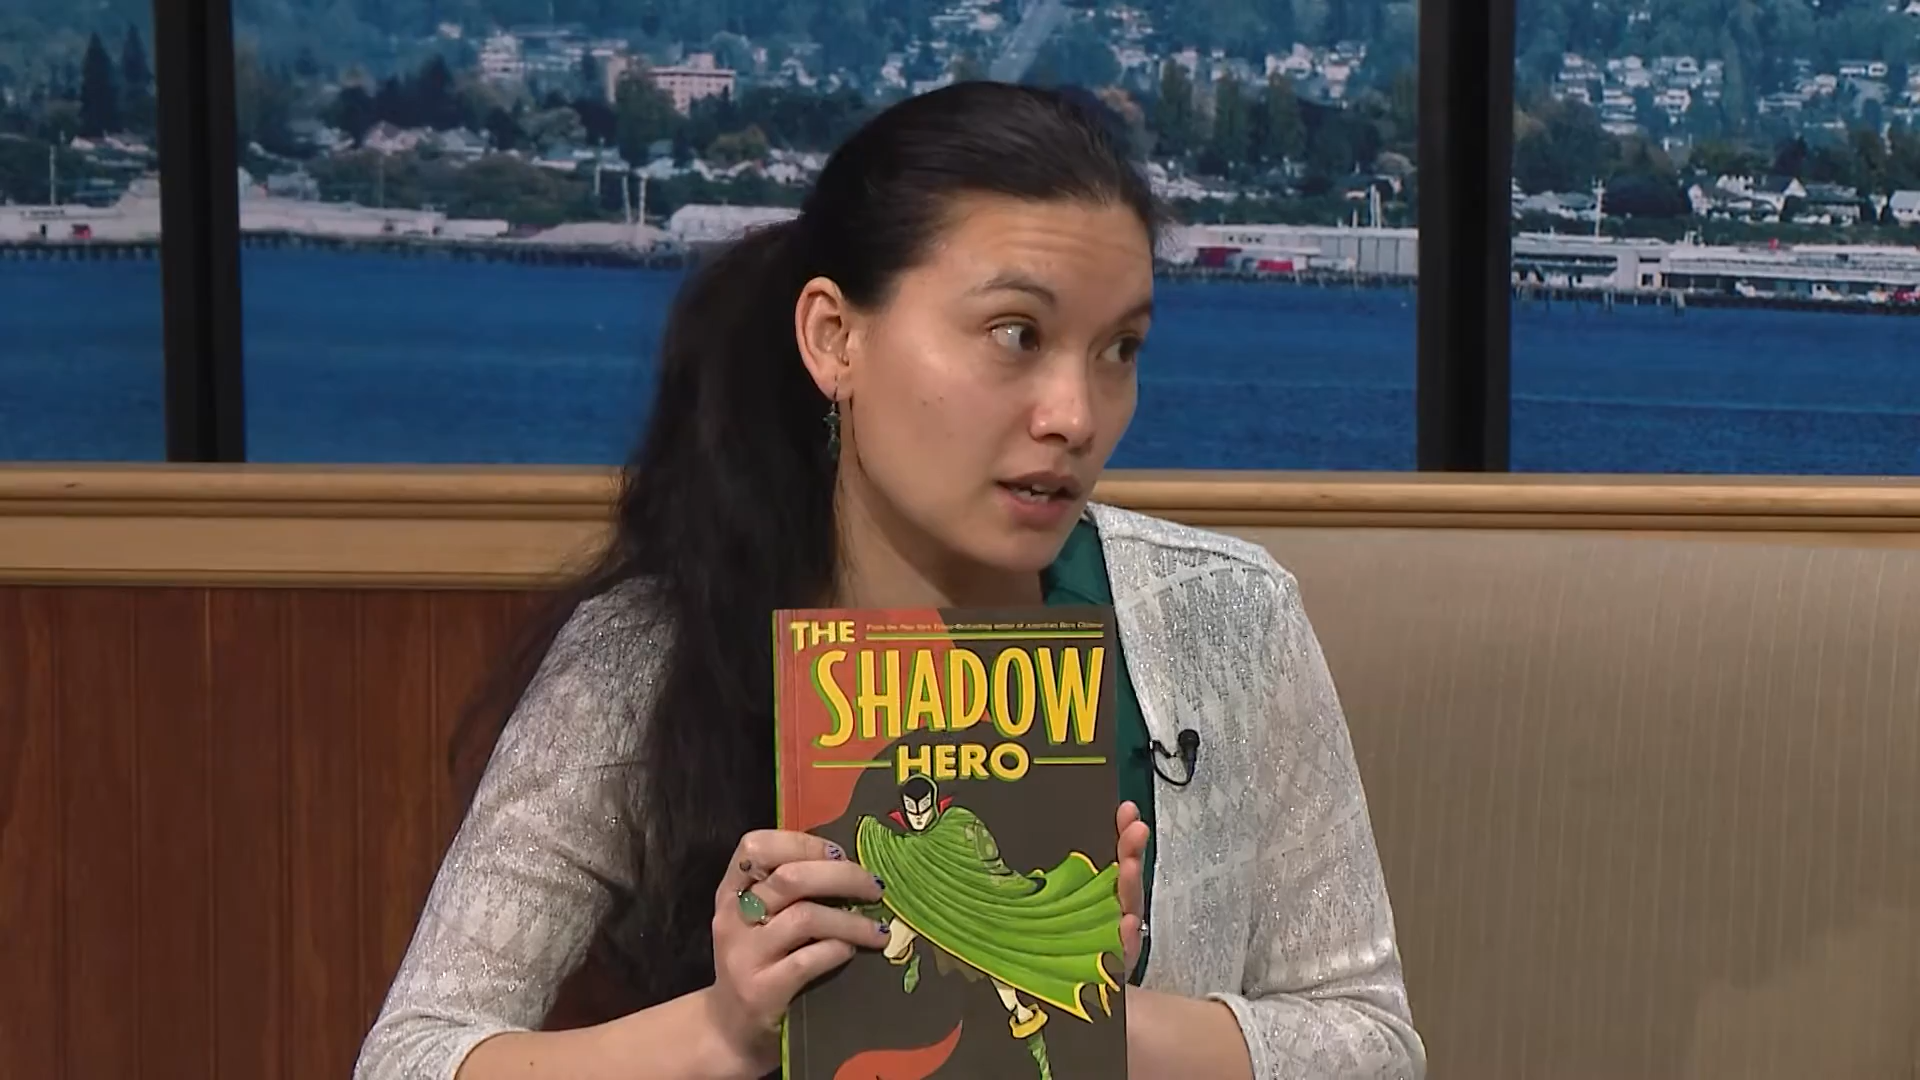 THE
From the New York Times–Bestselling author of American Born Chinese
SHADOW
HERO